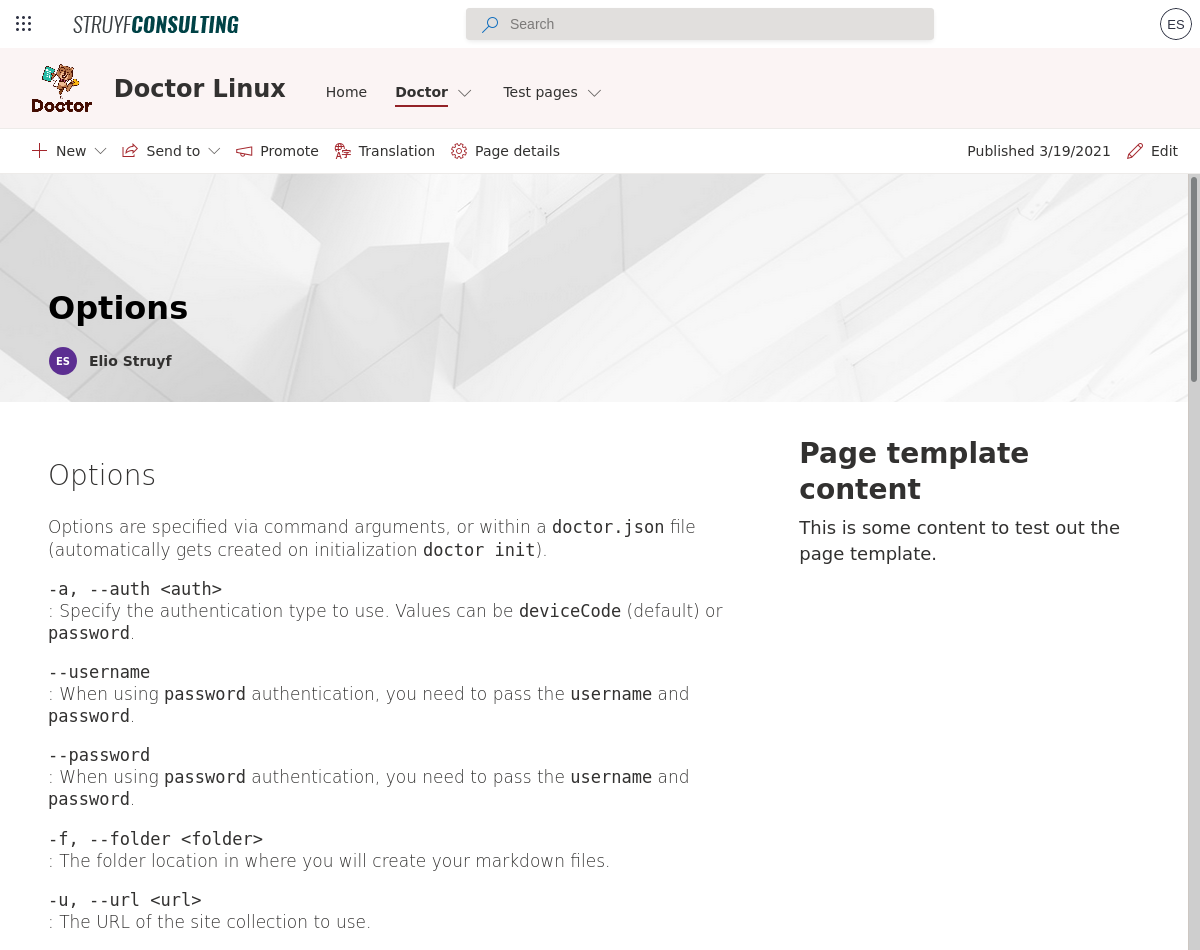 STRUYFCONSULTING
Search
ES
Doctor
Doctor Linux
Home
Doctor
Test pages
New
Send to
Promote
Translation
Page details
Published 3/19/2021
Edit
Options
ES
Elio Struyf
Options
Options are specified via command arguments, or within a doctor.json file
(automatically gets created on initialization doctor init).
-a, --auth <auth>
: Specify the authentication type to use. Values can be deviceCode (default) or
password.
--username
: When using password authentication, you need to pass the username and
password.
--password
: When using password authentication, you need to pass the username and
password.
-f, --folder <folder>
: The folder location in where you will create your markdown files.
-u, --url <url>
: The URL of the site collection to use.
Page template
content
This is some content to test out the
page template.